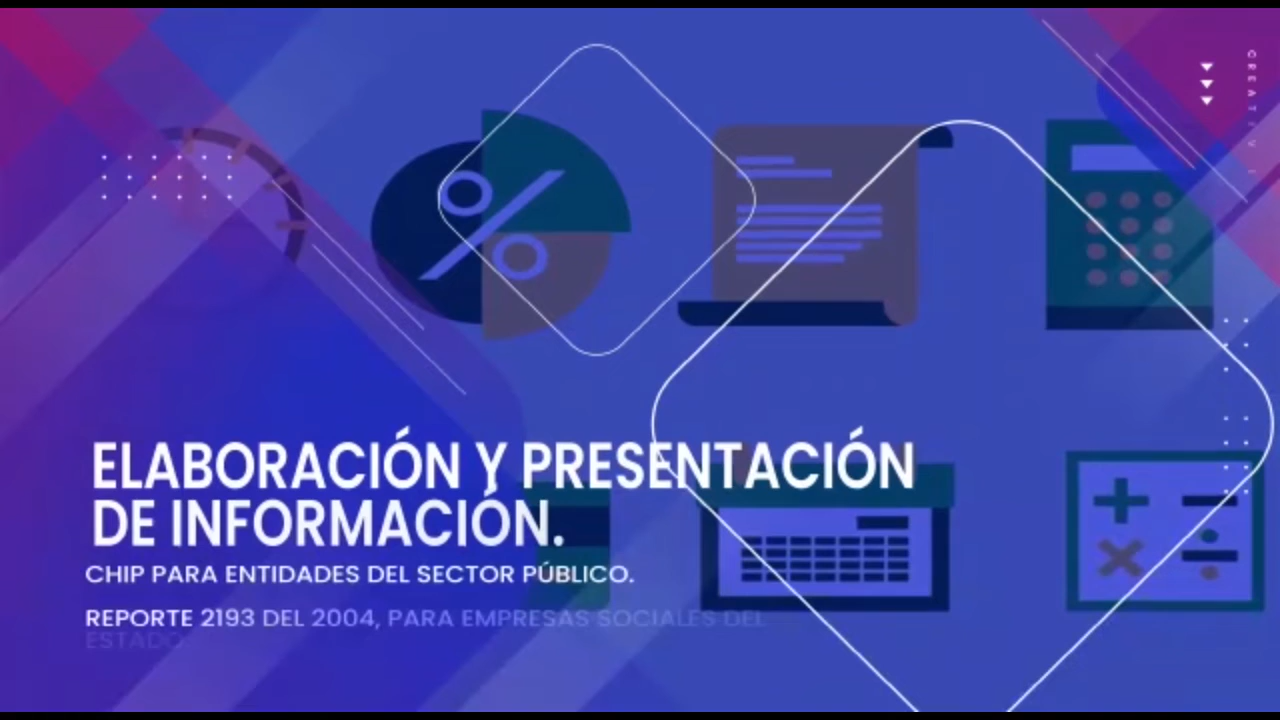 CREATIVE
ELABORACIÓN Y PRESENTACIÓN
DE INFORMACIÓN.
CHIP PARA ENTIDADES DEL SECTOR PÚBLICO.
REPORTE 2193 DEL 2004, PARA EMPRESAS SOCIALES DEL
ESTADO.